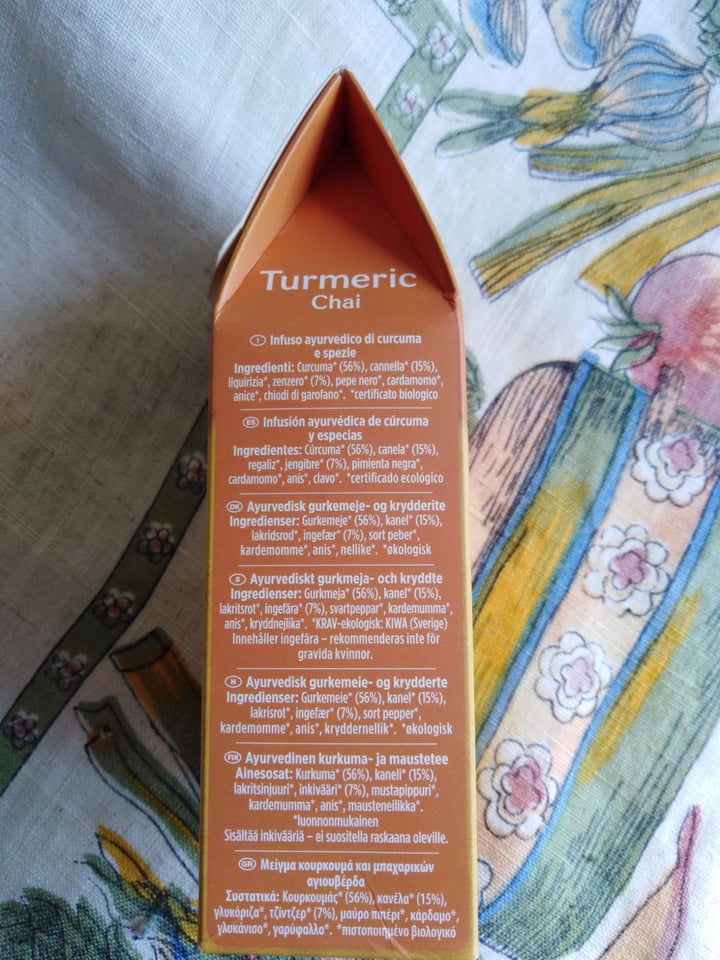 Turmeric
Chai
I Infuso ayurvedico di curcuma
e spezie
Ingredienti: Curcuma* (56%), cannella* (15%),
liquirizia*, zenzero* (7%), pepe nero*, cardamomo*,
anice*, chiodi di garofano*. *certificato biologico
ES Infusión ayurvédica de cúrcuma
y especias
Ingredientes: Cúrcuma* (56%), canela* (15%),
regaliz*, jengibre* (7%), pimienta negra*,
cardamomo*, anís*, clavo*. *certificado ecológico
DK Ayurvedisk gurkemeje- og krydderite
Ingredienser: Gurkemeje* (56%), kanel* (15%),
lakridsrod*, ingefær* (7%), sort peber*,
kardemomme*, anis*, nellike*. *økologisk
S Ayurvediskt gurkmeja- och kryddte
Ingredienser: Gurkmeja* (56%), kanel* (15%),
lakritsrot*, ingefära* (7%), svartpeppar*, kardemumma*,
anis*, kryddnejlika*. *KRAV-ekologisk: KIWA (Sverige)
Innehåller ingefära – rekommenderas inte för
gravida kvinnor.
N Ayurvedisk gurkemeie- og krydderte
Ingredienser: Gurkemeie* (56%), kanel* (15%),
lakrisrot*, ingefær* (7%), sort pepper*,
kardemomme*, anis*, kryddernellik*. *økologisk
FIN Ayurvedinen kurkuma- ja maustetee
Ainesosat: Kurkuma* (56%), kaneli* (15%),
lakritsinjuuri*, inkivääri* (7%), mustapippuri*,
kardemumma*, anis*, mausteneilikka*.
*luonnonmukainen
Sisältää inkivääriä – ei suositella raskaana oleville.
GR Μείγμα κουρκουμά και μπαχαρικών
αγιουβέρδα
Συστατικά: Κουρκουμάς* (56%), κανέλα* (15%),
γλυκόριζα*, τζίντζερ* (7%), μαύρο πιπέρι*, κάρδαμο*,
γλυκάνισο*, γαρύφαλλο*. *πιστοποιημένο βιολογικό